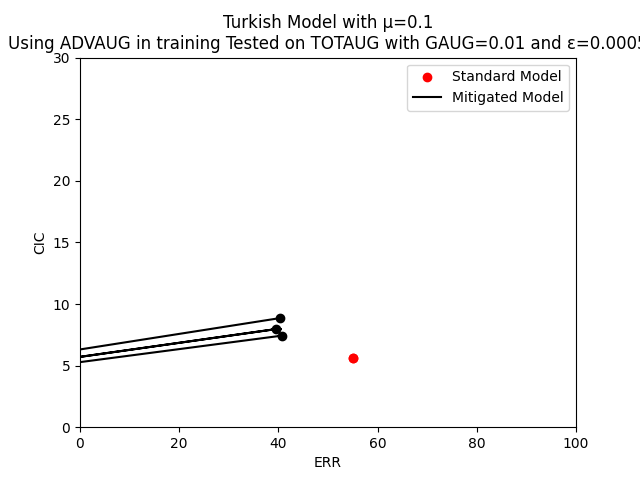 Turkish Model with μ=0.1
Using ADVAUG in training Tested on TOTAUG with GAUG=0.01 and ε=0.0005
Standard Model
Mitigated Model
30
25
20
15
10
5
0
CIC
0 20 40 60 80 100
ERR